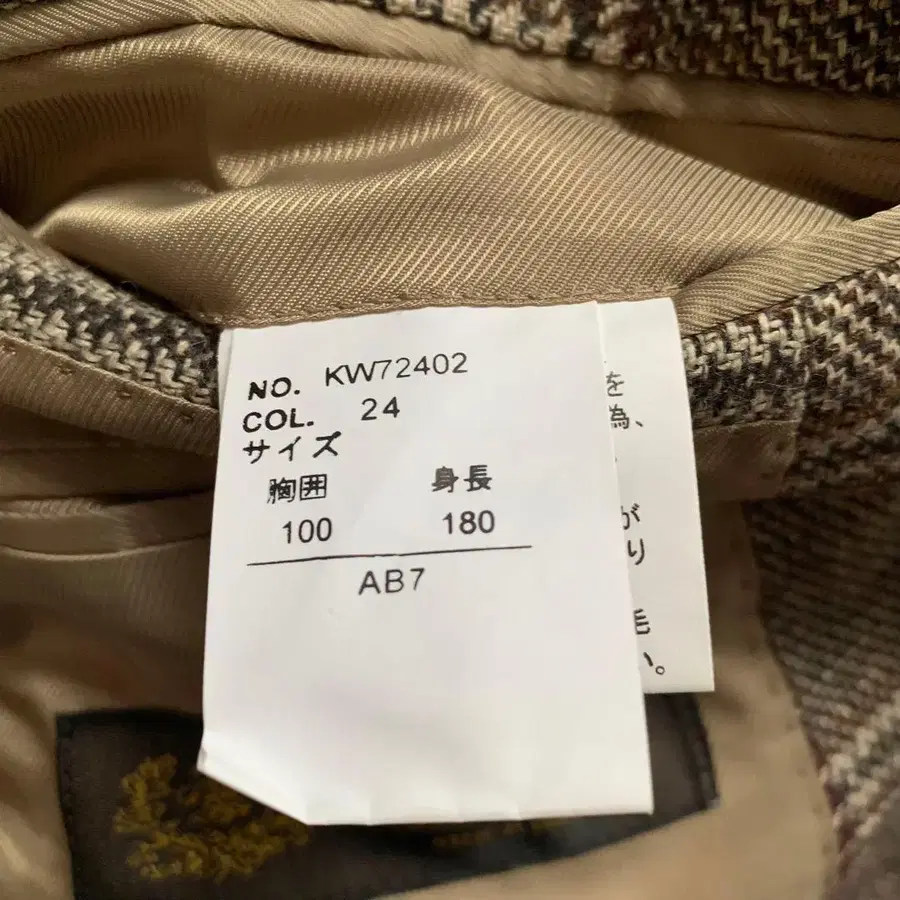 NO. KW72402
COL. 24
サイズ
胸囲 身長
100 180
AB7
を
為、
が
り
毛
い。